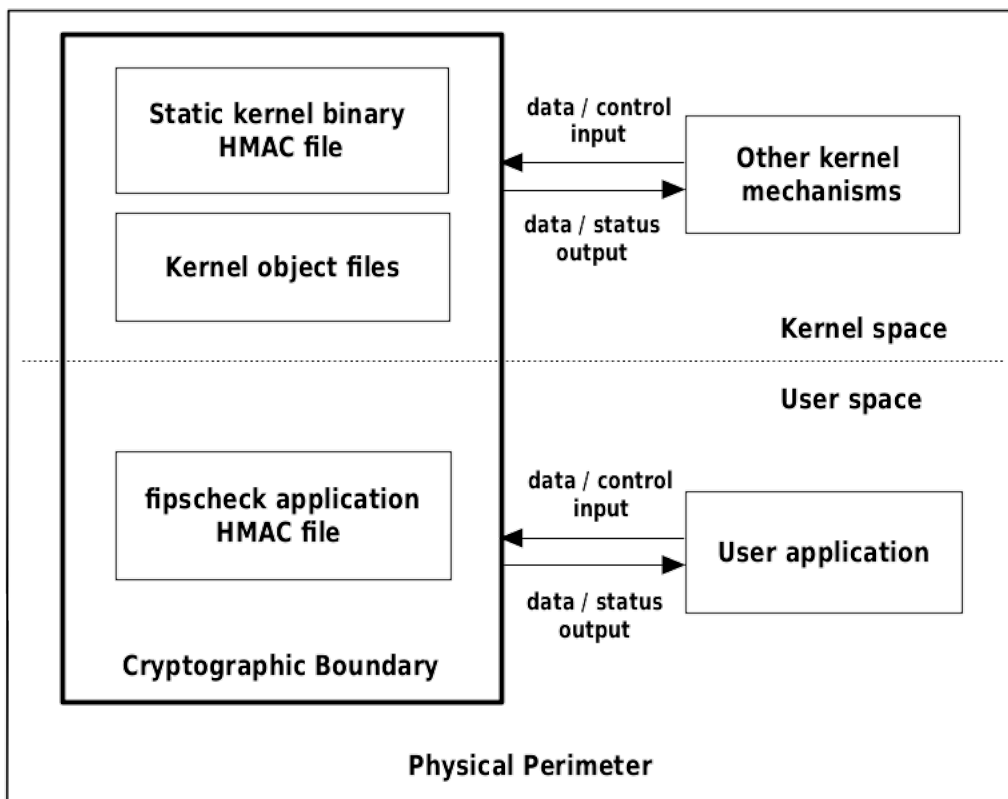 Static kernel binary
HMAC file
Kernel object files
data / control
input
data / status
output
Other kernel
mechanisms
Kernel space
User space
fipscheck application
HMAC file
data / control
input
data / status
output
User application
Cryptographic Boundary
Physical Perimeter